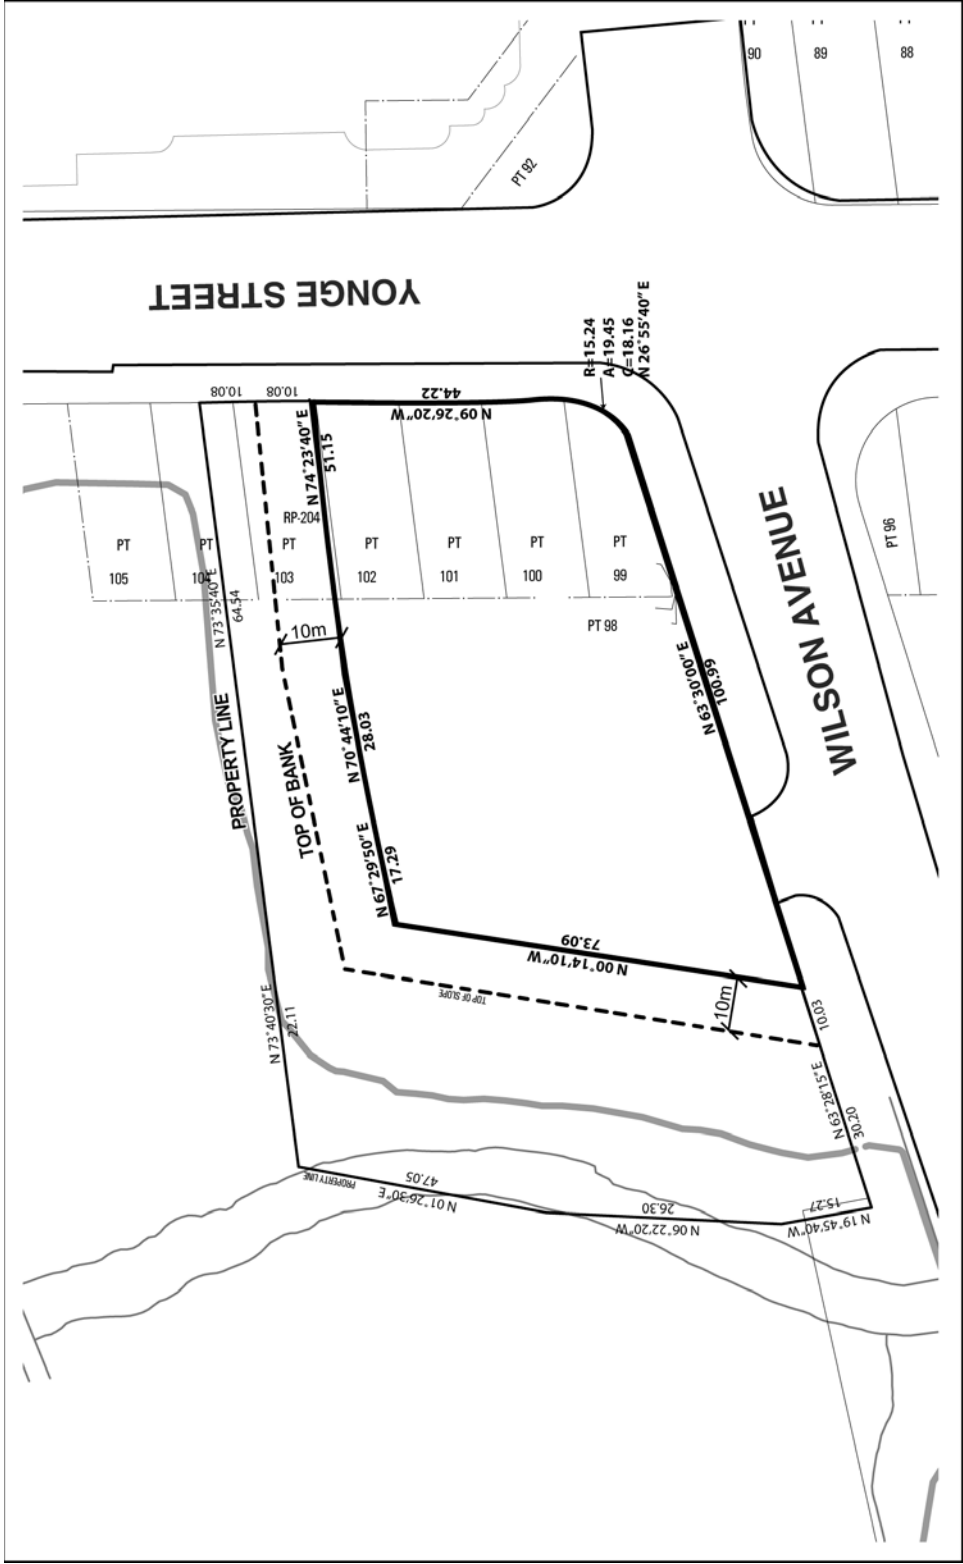 90
89
88
PT 92
YONGE STREET
R=15.24
A=19.45
C=18.16
N 26°55'40" E
10.08
10.08
44.22
N 09°26'20" W
N 74°23'40" E
51.15
RP-204
PT
105
PT
104
PT
103
PT
102
PT
101
PT
100
PT
99
PT 98
PT 96
WILSON AVENUE
N 73°35'40" E
64.54
10m
N 63°30'00" E
100.99
PROPERTY LINE
TOP OF BANK
N 70°44'10" E
28.03
N 67°29'50" E
17.29
73.09
N 00°14'10" W
TOP OF SLOPE
10m
10.03
N 73°40'30" E
22.11
N 63°28'15" E
30.20
PROPERTY LINE
47.05
N 01°26'30" E
26.30
N 06°22'20" W
15.27
N 19°45'40" W